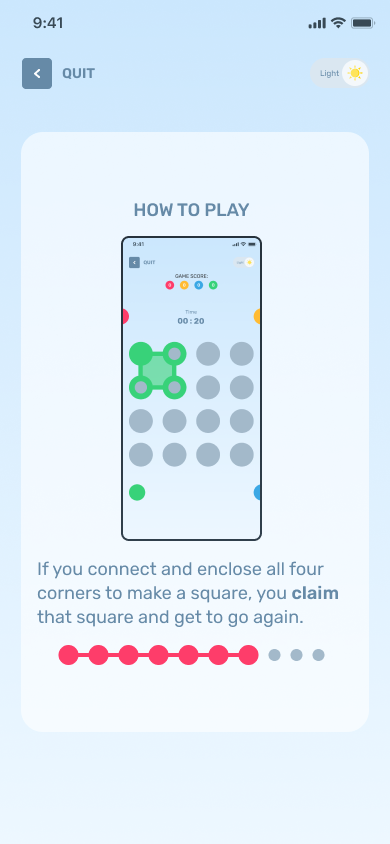 9:41
QUIT
Light
HOW TO PLAY
9:41
QUIT
GAME SCORE:
0 0 0 0
Time
00 : 20
If you connect and enclose all four
corners to make a square, you claim
that square and get to go again.